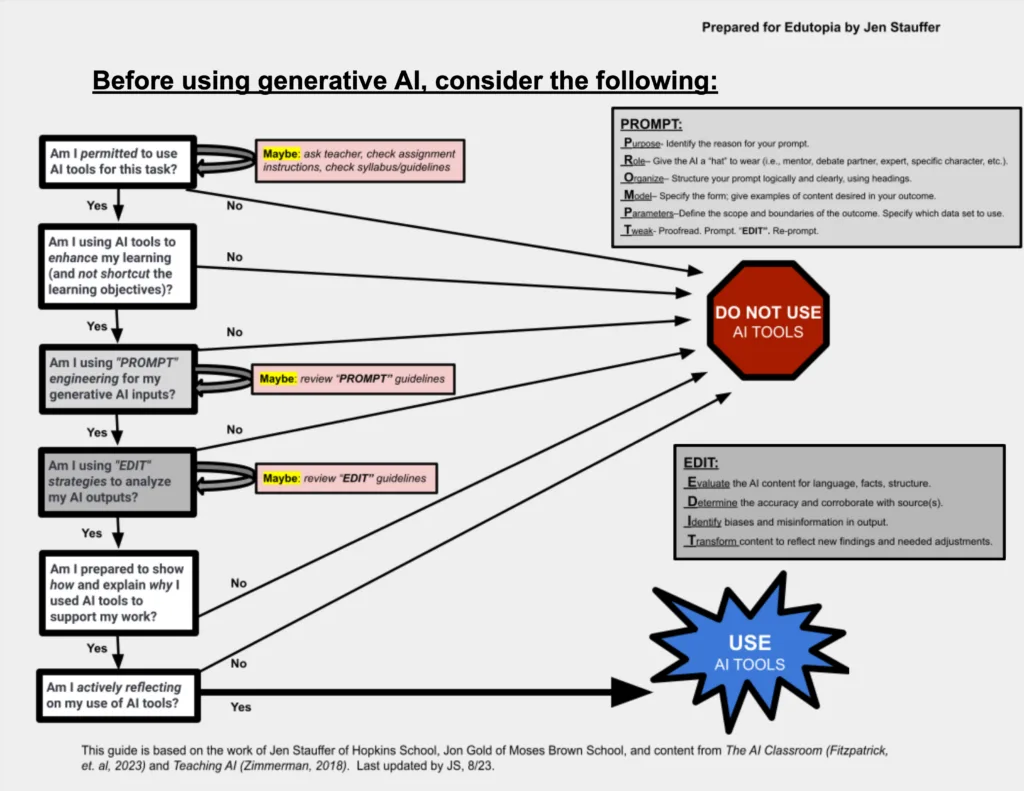 Prepared for Edutopia by Jen Stauffer
Before using generative AI, consider the following:
Am I permitted to use
AI tools for this task?
Maybe: ask teacher, check assignment
instructions, check syllabus/guidelines
Yes
No
PROMPT:
Purpose- Identify the reason for your prompt.
Role– Give the AI a “hat” to wear (i.e., mentor, debate partner, expert, specific character, etc.).
Organize– Structure your prompt logically and clearly, using headings.
Model– Specify the form; give examples of content desired in your outcome.
Parameters–Define the scope and boundaries of the outcome. Specify which data set to use.
Tweak- Proofread. Prompt. “EDIT”. Re-prompt.
Am I using AI tools to
enhance my learning
(and not shortcut the
learning objectives)?
No
Yes
DO NOT USE
AI TOOLS
Am I using "PROMPT"
engineering for my
generative AI inputs?
No
Maybe: review “PROMPT” guidelines
Yes
Am I using "EDIT"
strategies to analyze
my AI outputs?
No
Maybe: review “EDIT” guidelines
Yes
EDIT:
Evaluate the AI content for language, facts, structure.
Determine the accuracy and corroborate with source(s).
Identify biases and misinformation in output.
Transform content to reflect new findings and needed adjustments.
Am I prepared to show
how and explain why I
used AI tools to
support my work?
No
Yes
Am I actively reflecting
on my use of AI tools?
No
Yes
USE
AI TOOLS
This guide is based on the work of Jen Stauffer of Hopkins School, Jon Gold of Moses Brown School, and content from The AI Classroom (Fitzpatrick,
et. al, 2023) and Teaching AI (Zimmerman, 2018). Last updated by JS, 8/23.